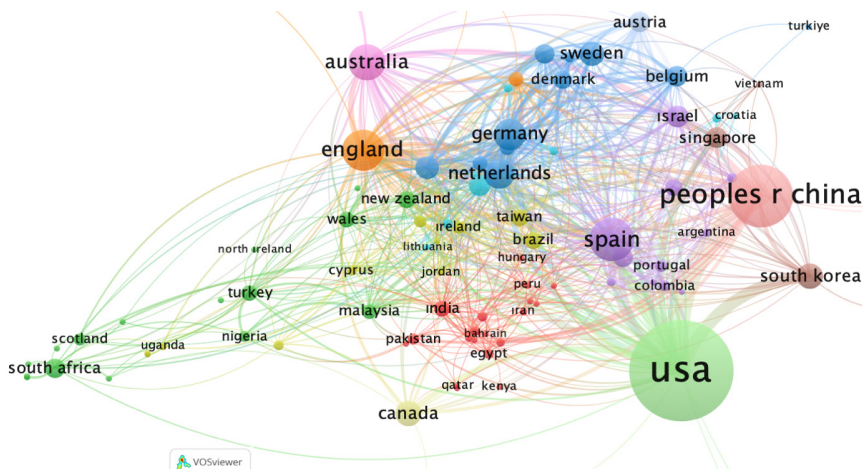 austria
turkiye
australia
sweden
denmark
belgium
vietnam
israel
croatia
singapore
germany
england
netherlands
peoples r china
new zealand
wales
ireland
taiwan
argentina
spain
brazil
north ireland
lithuania
hungary
portugal
cyprus
jordan
south korea
peru
colombia
turkey
malaysia
india
iran
scotland
uganda
nigeria
pakistan
bahrain
egypt
south africa
usa
qatar
kenya
canada
VOSviewer